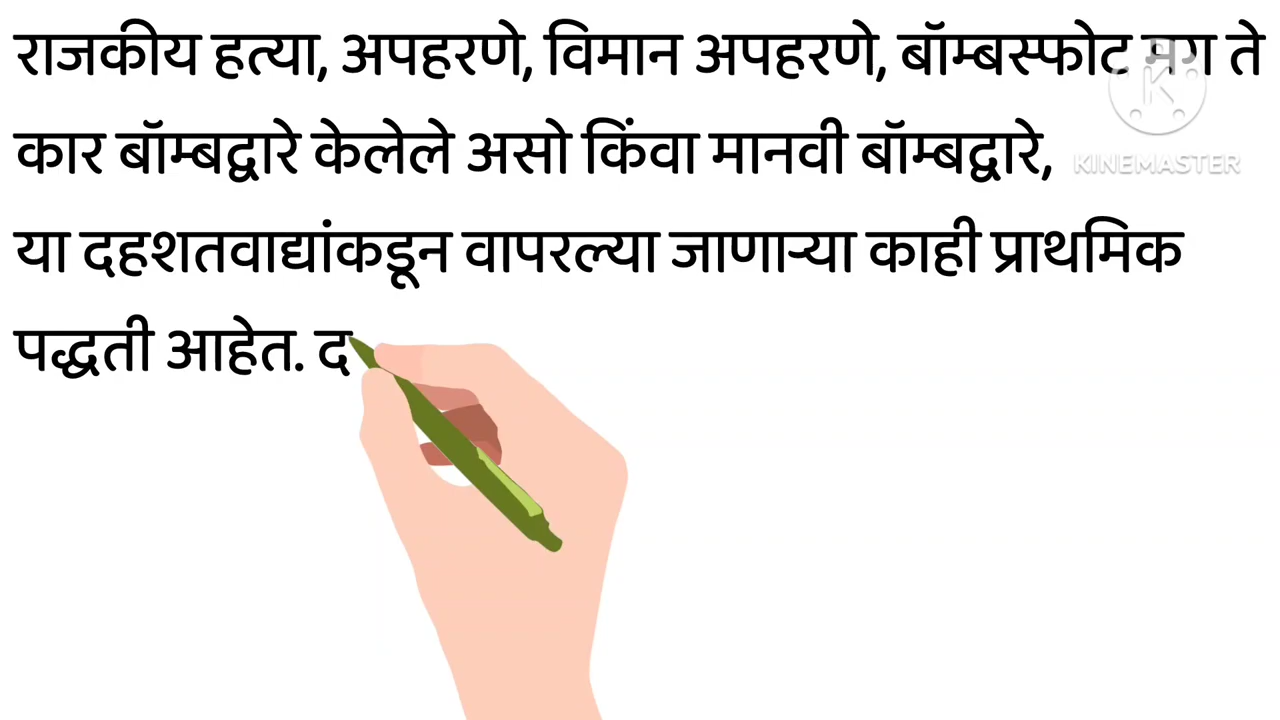 राजकीय हत्या, अपहरणे, विमान अपहरणे, बॉम्बस्फोट मग ते
कार बॉम्बद्वारे केलेले असो किंवा मानवी बॉम्बद्वारे,
या दहशतवाद्यांकडून वापरल्या जाणाऱ्या काही प्राथमिक
पद्धती आहेत. द
K
KINEMASTER